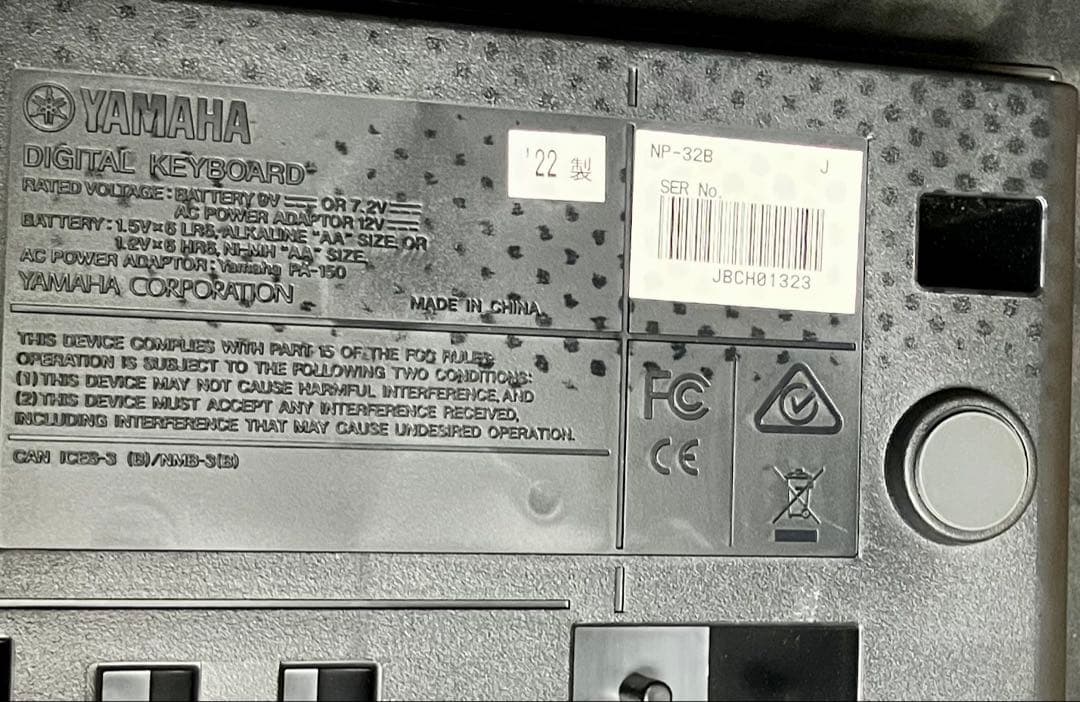 YAMAHA
DIGITAL KEYBOARD
RATED VOLTAGE : BATTERY 9V OR 7.2V
AC POWER ADAPTOR 12V
BATTERY : 1.5V×6 LR6, ALKALINE "AA" SIZE, OR
1.2V×6 HR6, NI-MH "AA" SIZE,
AC POWER ADAPTOR : Yamaha PA-150
YAMAHA CORPORATION
MADE IN CHINA
'22 製
NP-32B J
SER No.
JBCH01323
THIS DEVICE COMPLIES WITH PART 15 OF THE FCC RULES.
OPERATION IS SUBJECT TO THE FOLLOWING TWO CONDITIONS:
(1) THIS DEVICE MAY NOT CAUSE HARMFUL INTERFERENCE, AND
(2) THIS DEVICE MUST ACCEPT ANY INTERFERENCE RECEIVED,
INCLUDING INTERFERENCE THAT MAY CAUSE UNDESIRED OPERATION.
CAN ICES-3 (B)/NMB-3(B)
FC
CE